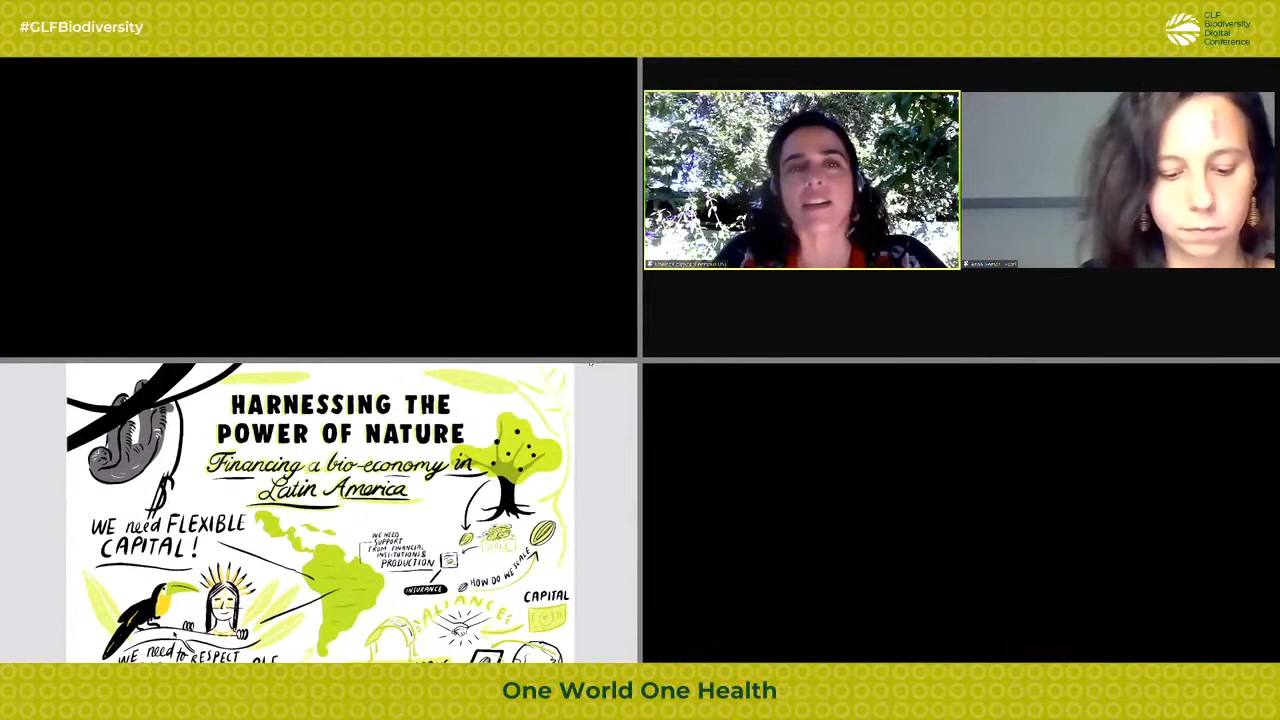 #GLFBiodiversity
GLF
Biodiversity
Digital
Conference
HARNESSING THE
POWER OF NATURE
Financing a bio-economy in
Latin America
WE need FLEXIBLE
CAPITAL!
WE NEED
SUPPORT
FROM FINANCIAL
INSTITUTIONS &
PRODUCTION
SCALE
HOW DO WE SCALE
INSURANCE
CAPITAL
ALIANCES
WE need to RESPECT
One World One Health